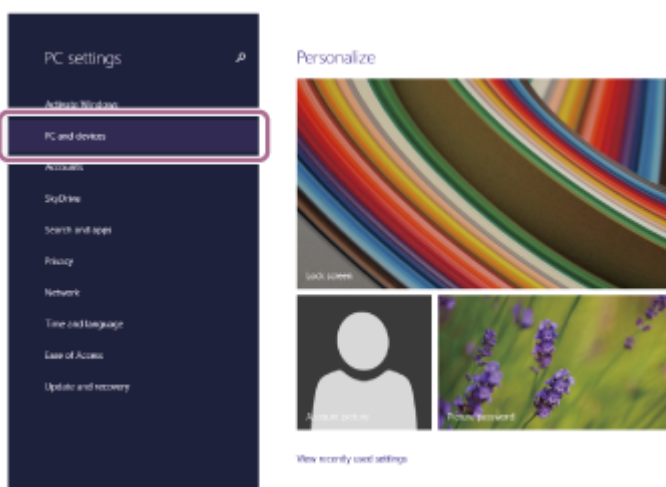 PC settings
Activate Windows
PC and devices
Accounts
SkyDrive
Search and apps
Privacy
Network
Time and language
Ease of Access
Update and recovery
Personalize
Lock screen
Account picture
Picture password
View recently used settings